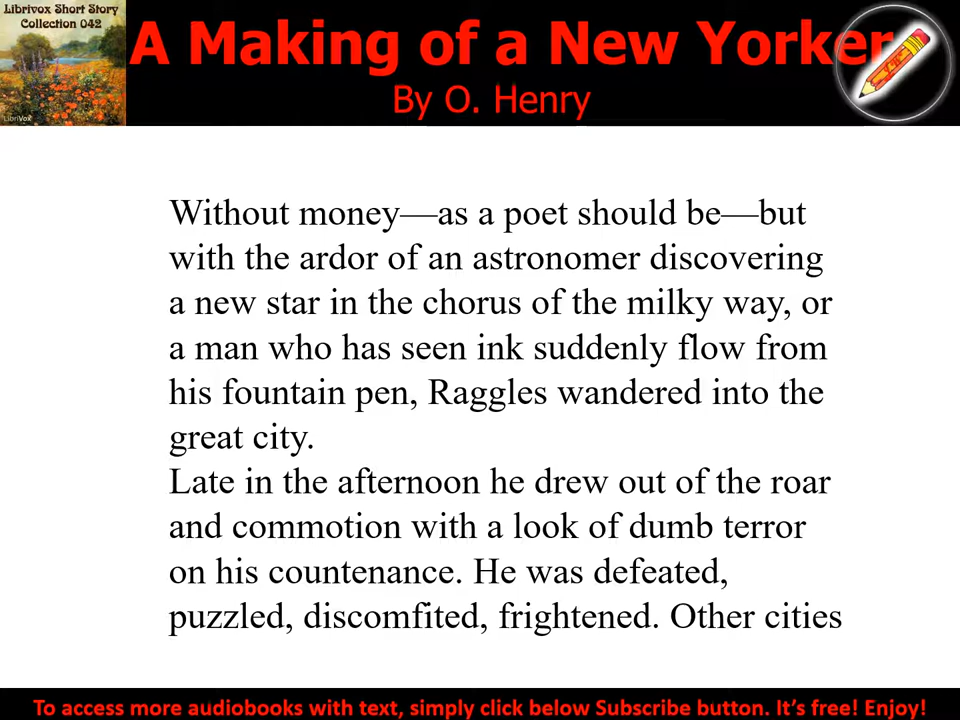 Librivox Short Story
Collection 042
LibriVox
A Making of a New Yorker
By O. Henry
Without money—as a poet should be—but
with the ardor of an astronomer discovering
a new star in the chorus of the milky way, or
a man who has seen ink suddenly flow from
his fountain pen, Raggles wandered into the
great city.
Late in the afternoon he drew out of the roar
and commotion with a look of dumb terror
on his countenance. He was defeated,
puzzled, discomfited, frightened. Other cities
To access more audiobooks with text, simply click below Subscribe button. It's free! Enjoy!